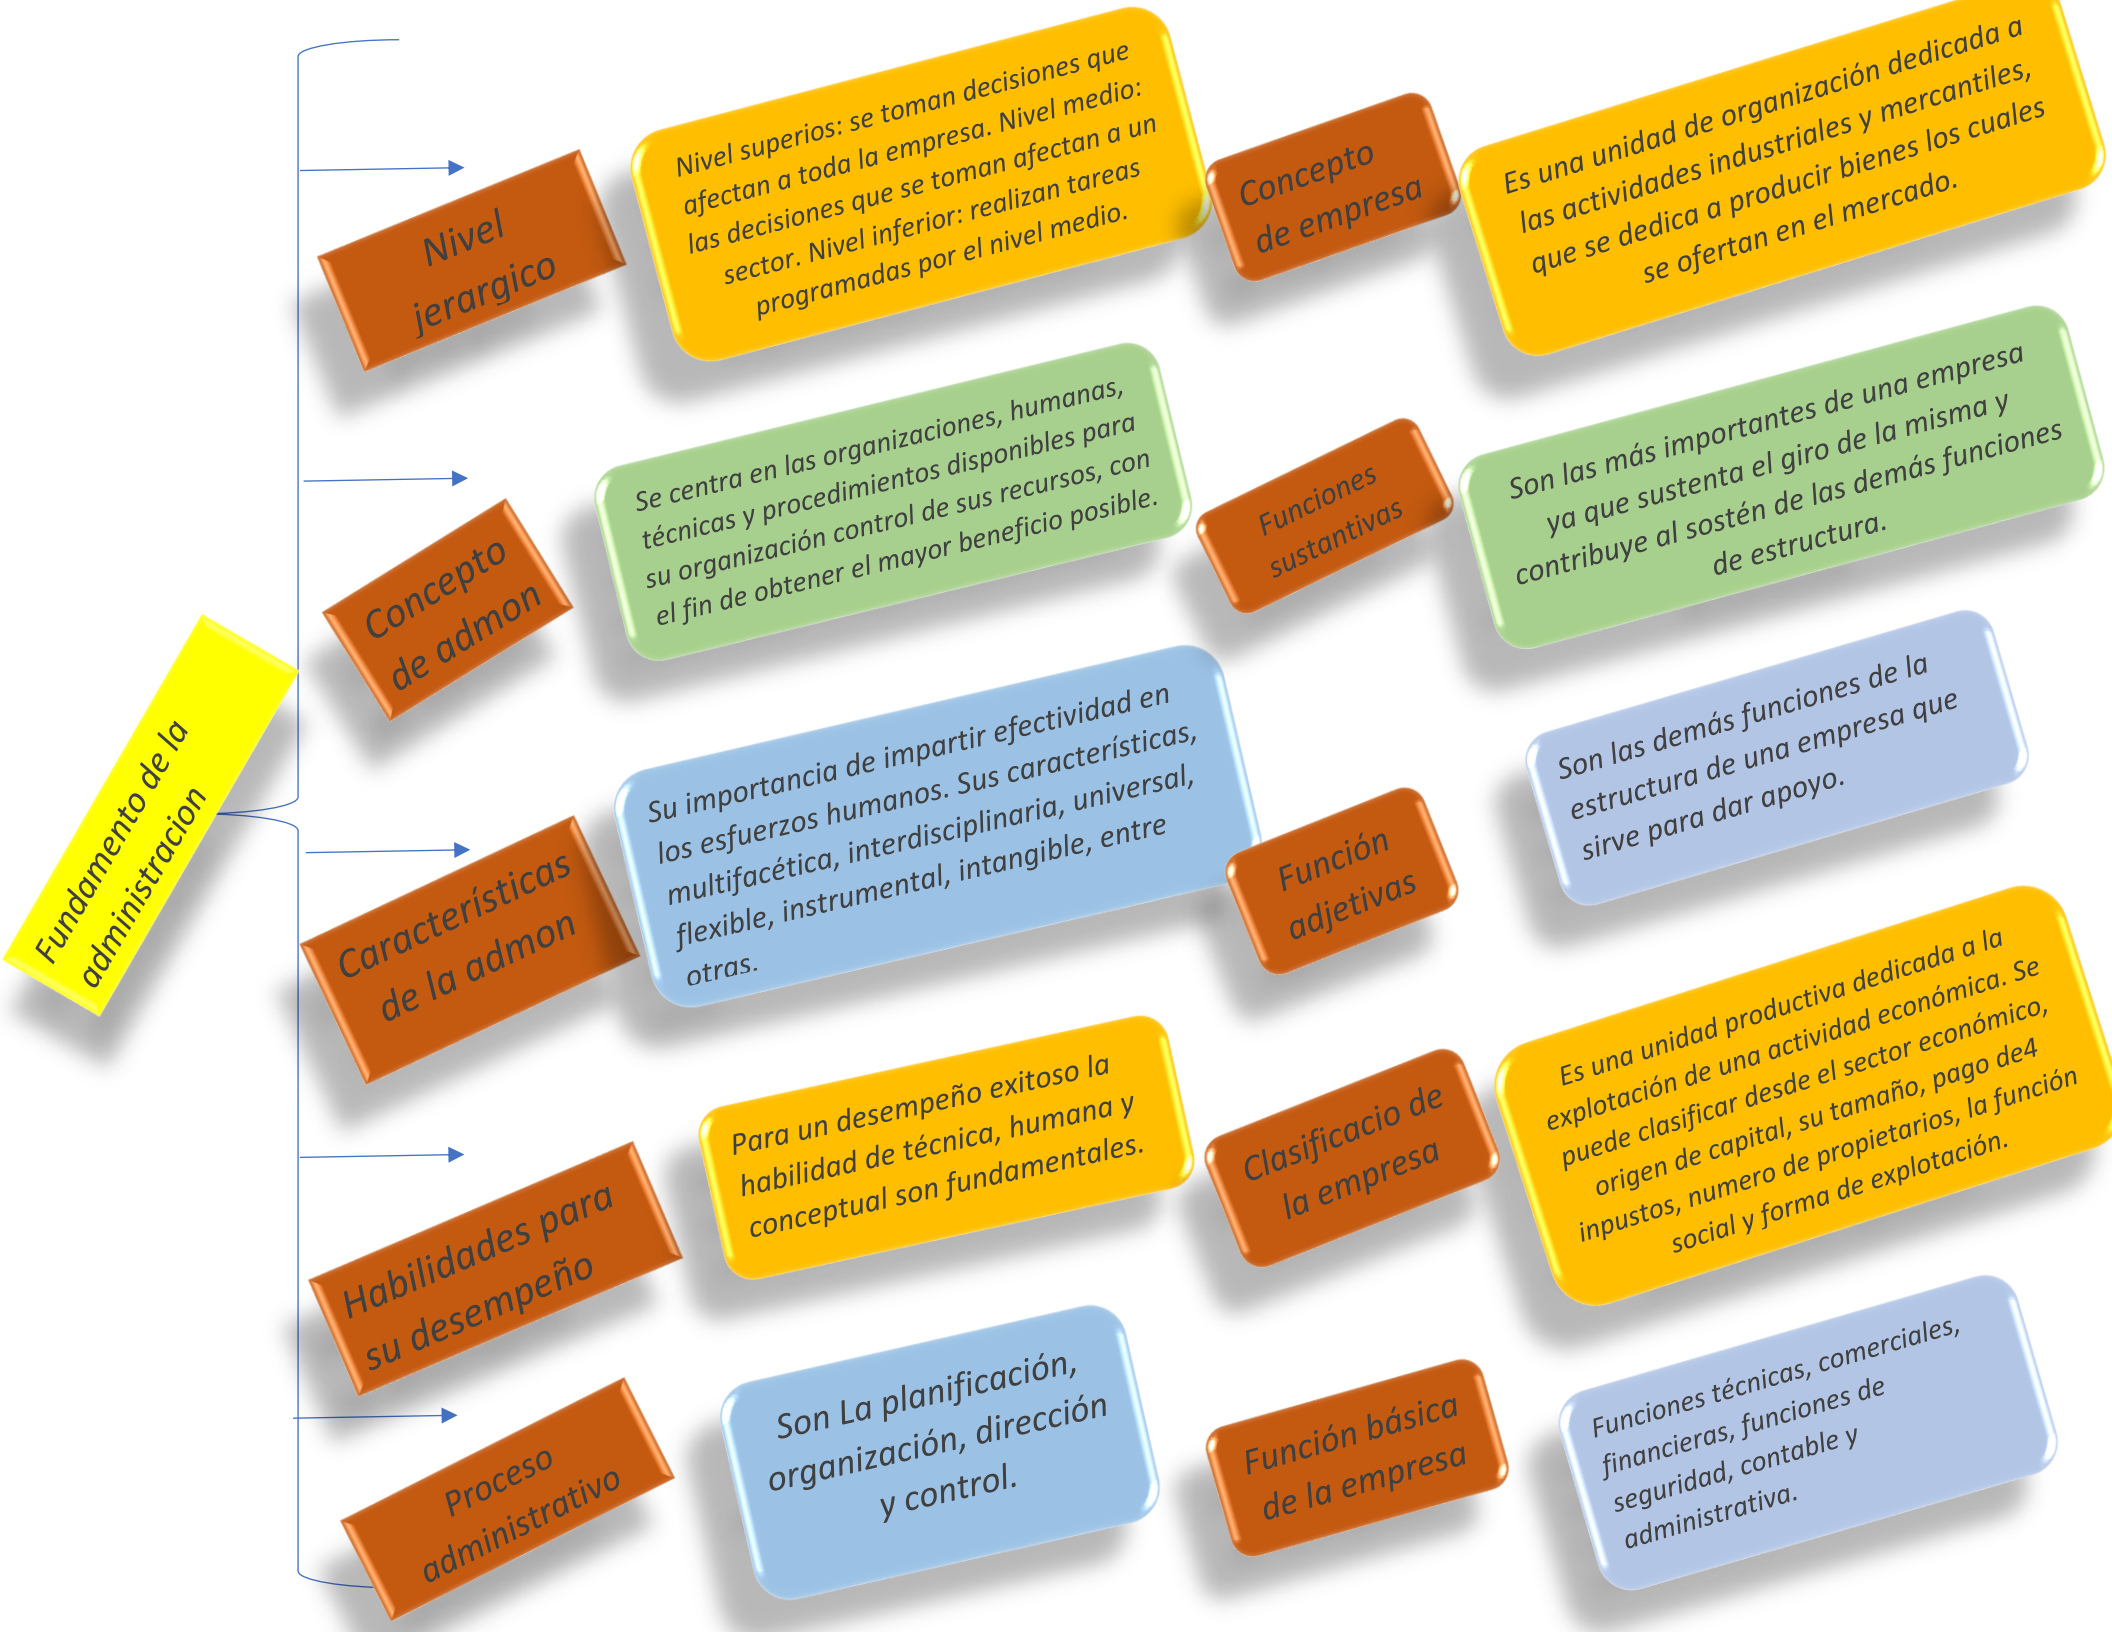 Fundamento de la
administracion
Nivel
jerargico
Nivel superios: se toman decisiones que
afectan a toda la empresa. Nivel medio:
las decisiones que se toman afectan a un
sector. Nivel inferior: realizan tareas
programadas por el nivel medio.
Concepto
de empresa
Es una unidad de organización dedicada a
las actividades industriales y mercantiles,
que se dedica a producir bienes los cuales
se ofertan en el mercado.
Concepto
de admon
Se centra en las organizaciones, humanas,
técnicas y procedimientos disponibles para
su organización control de sus recursos, con
el fin de obtener el mayor beneficio posible.
Funciones
sustantivas
Son las más importantes de una empresa
ya que sustenta el giro de la misma y
contribuye al sostén de las demás funciones
de estructura.
Características
de la admon
Su importancia de impartir efectividad en
los esfuerzos humanos. Sus características,
multifacética, interdisciplinaria, universal,
flexible, instrumental, intangible, entre
otras.
Función
adjetivas
Son las demás funciones de la
estructura de una empresa que
sirve para dar apoyo.
Habilidades para
su desempeño
Para un desempeño exitoso la
habilidad de técnica, humana y
conceptual son fundamentales.
Clasificacio de
la empresa
Es una unidad productiva dedicada a la
explotación de una actividad económica. Se
puede clasificar desde el sector económico,
origen de capital, su tamaño, pago de4
inpustos, numero de propietarios, la función
social y forma de explotación.
Proceso
administrativo
Son La planificación,
organización, dirección
y control.
Función básica
de la empresa
Funciones técnicas, comerciales,
financieras, funciones de
seguridad, contable y
administrativa.